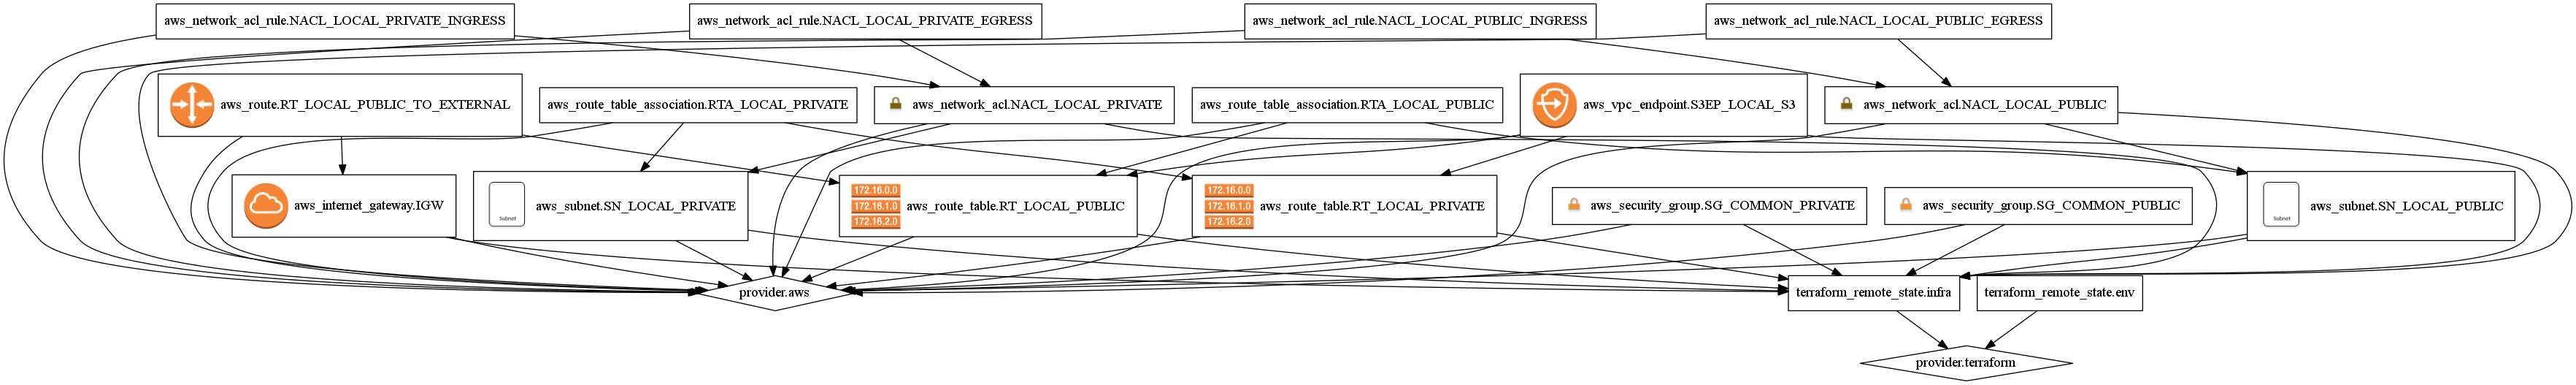 aws_network_acl_rule.NACL_LOCAL_PRIVATE_INGRESS
aws_network_acl_rule.NACL_LOCAL_PRIVATE_EGRESS
aws_network_acl_rule.NACL_LOCAL_PUBLIC_INGRESS
aws_network_acl_rule.NACL_LOCAL_PUBLIC_EGRESS
aws_route.RT_LOCAL_PUBLIC_TO_EXTERNAL
aws_route_table_association.RTA_LOCAL_PRIVATE
aws_network_acl.NACL_LOCAL_PRIVATE
aws_route_table_association.RTA_LOCAL_PUBLIC
aws_vpc_endpoint.S3EP_LOCAL_S3
aws_network_acl.NACL_LOCAL_PUBLIC
aws_internet_gateway.IGW
Subnet
aws_subnet.SN_LOCAL_PRIVATE
172.16.0.0
172.16.1.0
172.16.2.0
aws_route_table.RT_LOCAL_PUBLIC
172.16.0.0
172.16.1.0
172.16.2.0
aws_route_table.RT_LOCAL_PRIVATE
aws_security_group.SG_COMMON_PRIVATE
aws_security_group.SG_COMMON_PUBLIC
Subnet
aws_subnet.SN_LOCAL_PUBLIC
provider.aws
terraform_remote_state.infra
terraform_remote_state.env
provider.terraform